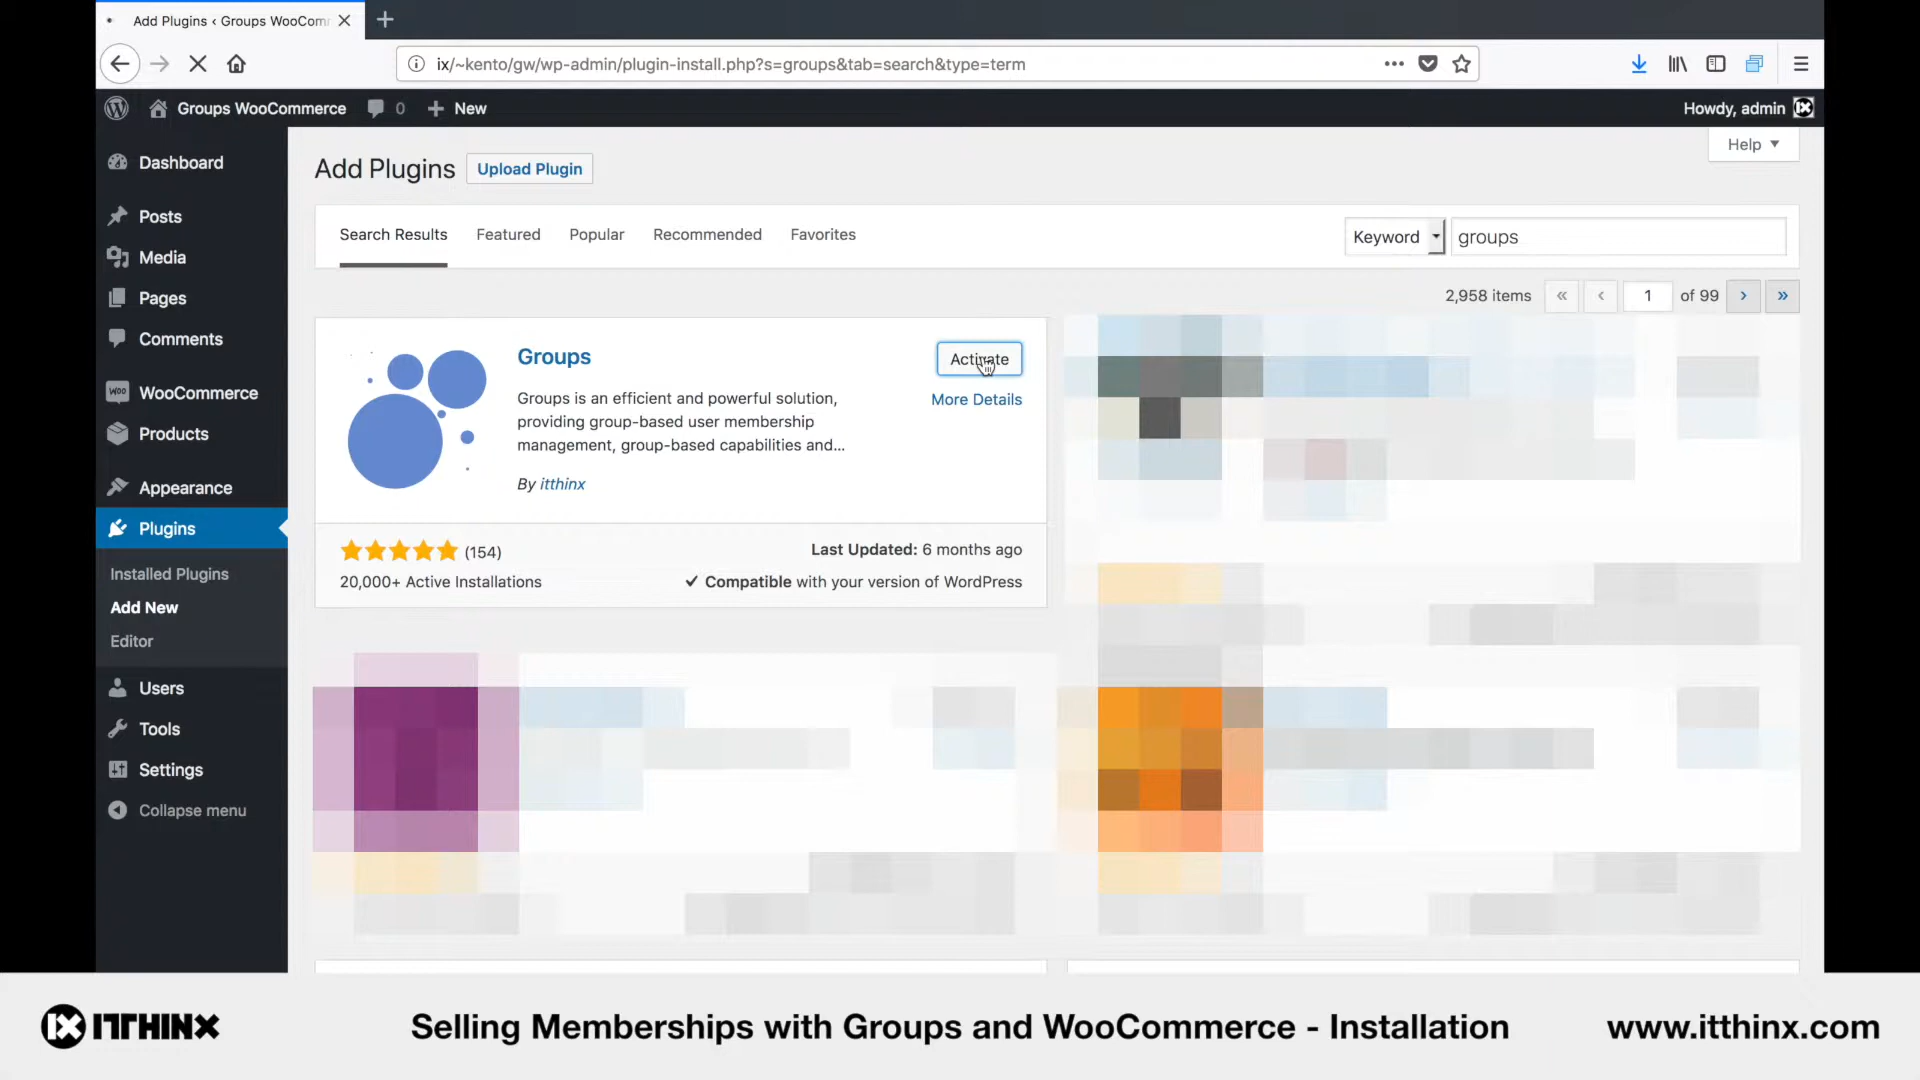 Add Plugins ‹ Groups WooComm
ix/~kento/gw/wp-admin/plugin-install.php?s=groups&tab=search&type=term
Groups WooCommerce 0 New
Howdy, admin
Dashboard
Posts
Media
Pages
Comments
WooCommerce
Products
Appearance
Plugins
Installed Plugins
Add New
Editor
Users
Tools
Settings
Collapse menu
Help
Add Plugins Upload Plugin
Search Results Featured Popular Recommended Favorites
Keyword groups
2,958 items « ‹ 1 of 99 › »
Groups
Activate
More Details
Groups is an efficient and powerful solution,
providing group-based user membership
management, group-based capabilities and...
By itthinx
(154)
Last Updated: 6 months ago
20,000+ Active Installations
✓ Compatible with your version of WordPress
ITTHINX
Selling Memberships with Groups and WooCommerce - Installation
www.itthinx.com